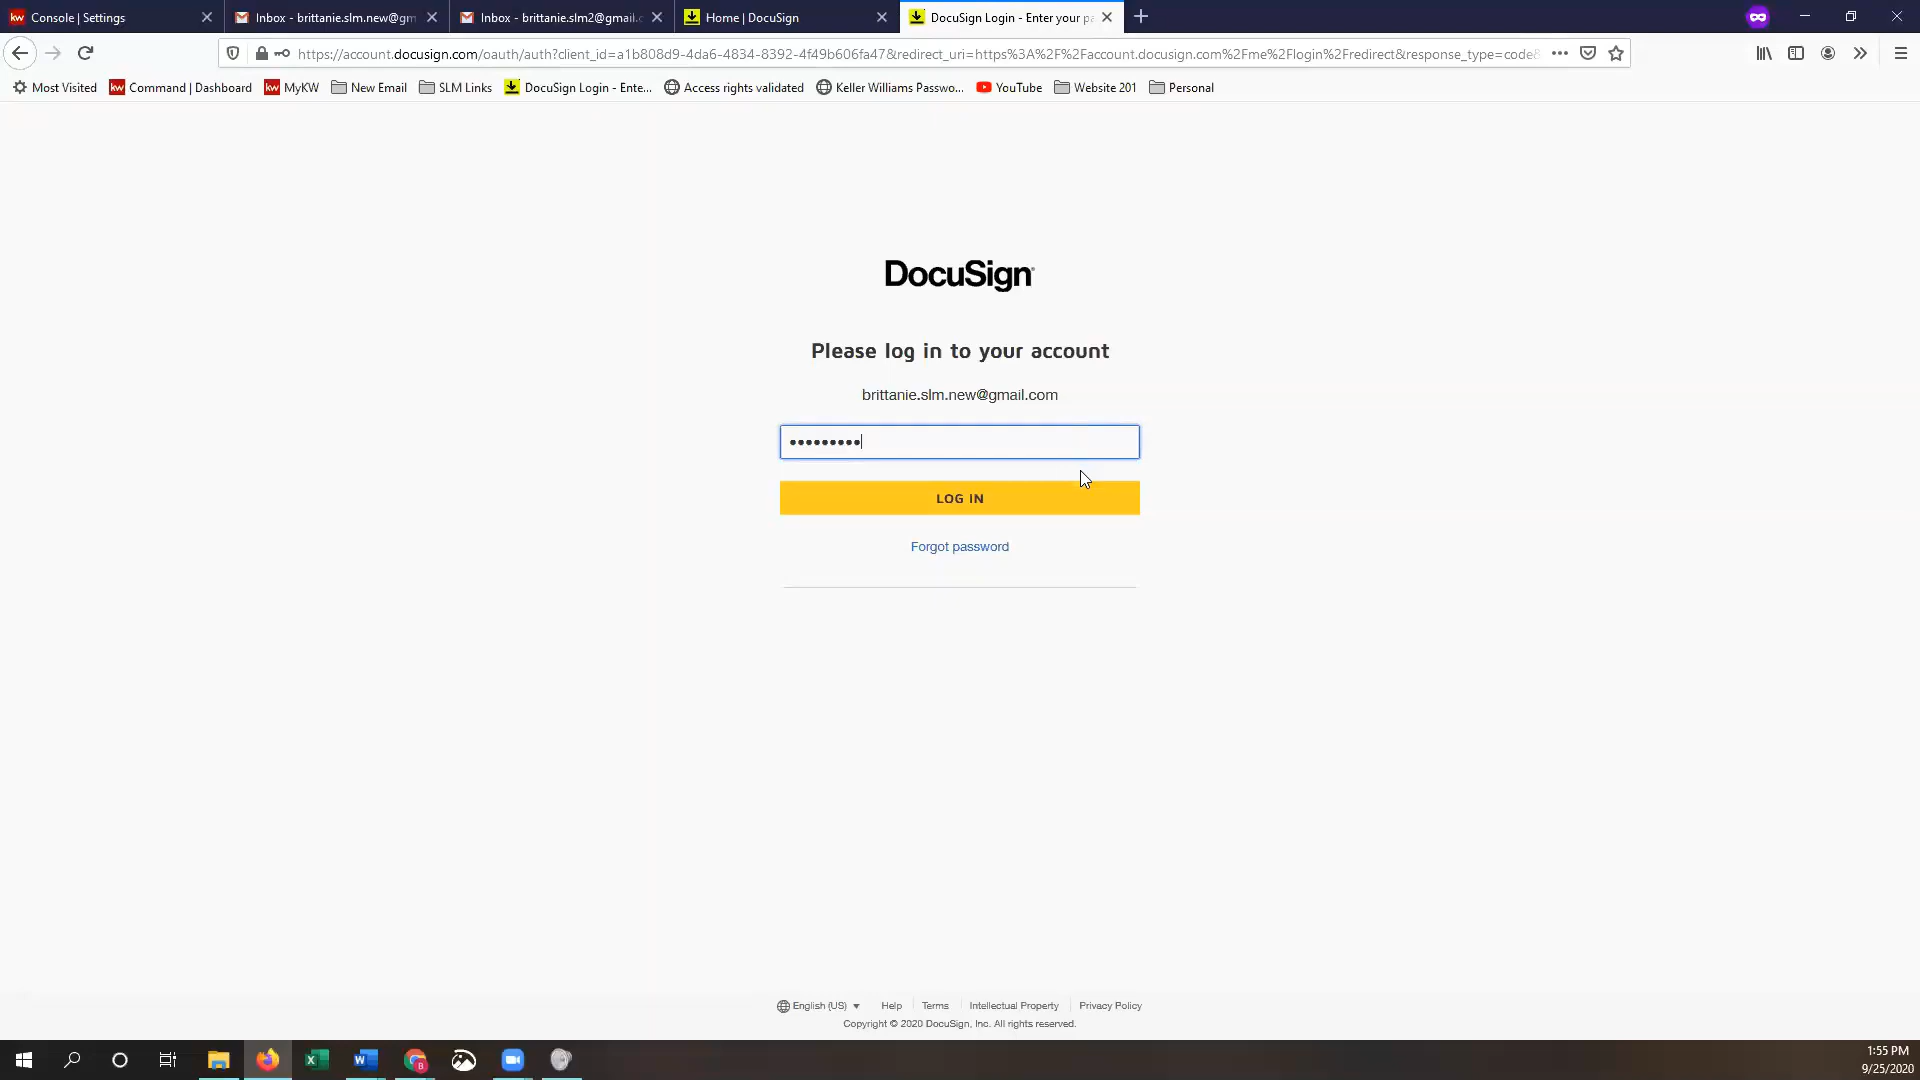 Console | Settings
Inbox - brittanie.slm.new@gm
Inbox - brittanie.slm2@gmail.c
Home | DocuSign
DocuSign Login - Enter your pa
https://account.docusign.com/oauth/auth?client_id=a1b808d9-4da6-4834-8392-4f49b606fa47&redirect_uri=https%3A%2F%2Faccount.docusign.com%2Fme%2Flogin%2Fredirect&response_type=code&
Most Visited
Command | Dashboard
MyKW
New Email
SLM Links
DocuSign Login - Ente...
Access rights validated
Keller Williams Passwo...
YouTube
Website 201
Personal
DocuSign
Please log in to your account
brittanie.slm.new@gmail.com
•••••••••
LOG IN
Forgot password
English (US) Help Terms Intellectual Property Privacy Policy
Copyright © 2020 DocuSign, Inc. All rights reserved.
1:55 PM
9/25/2020